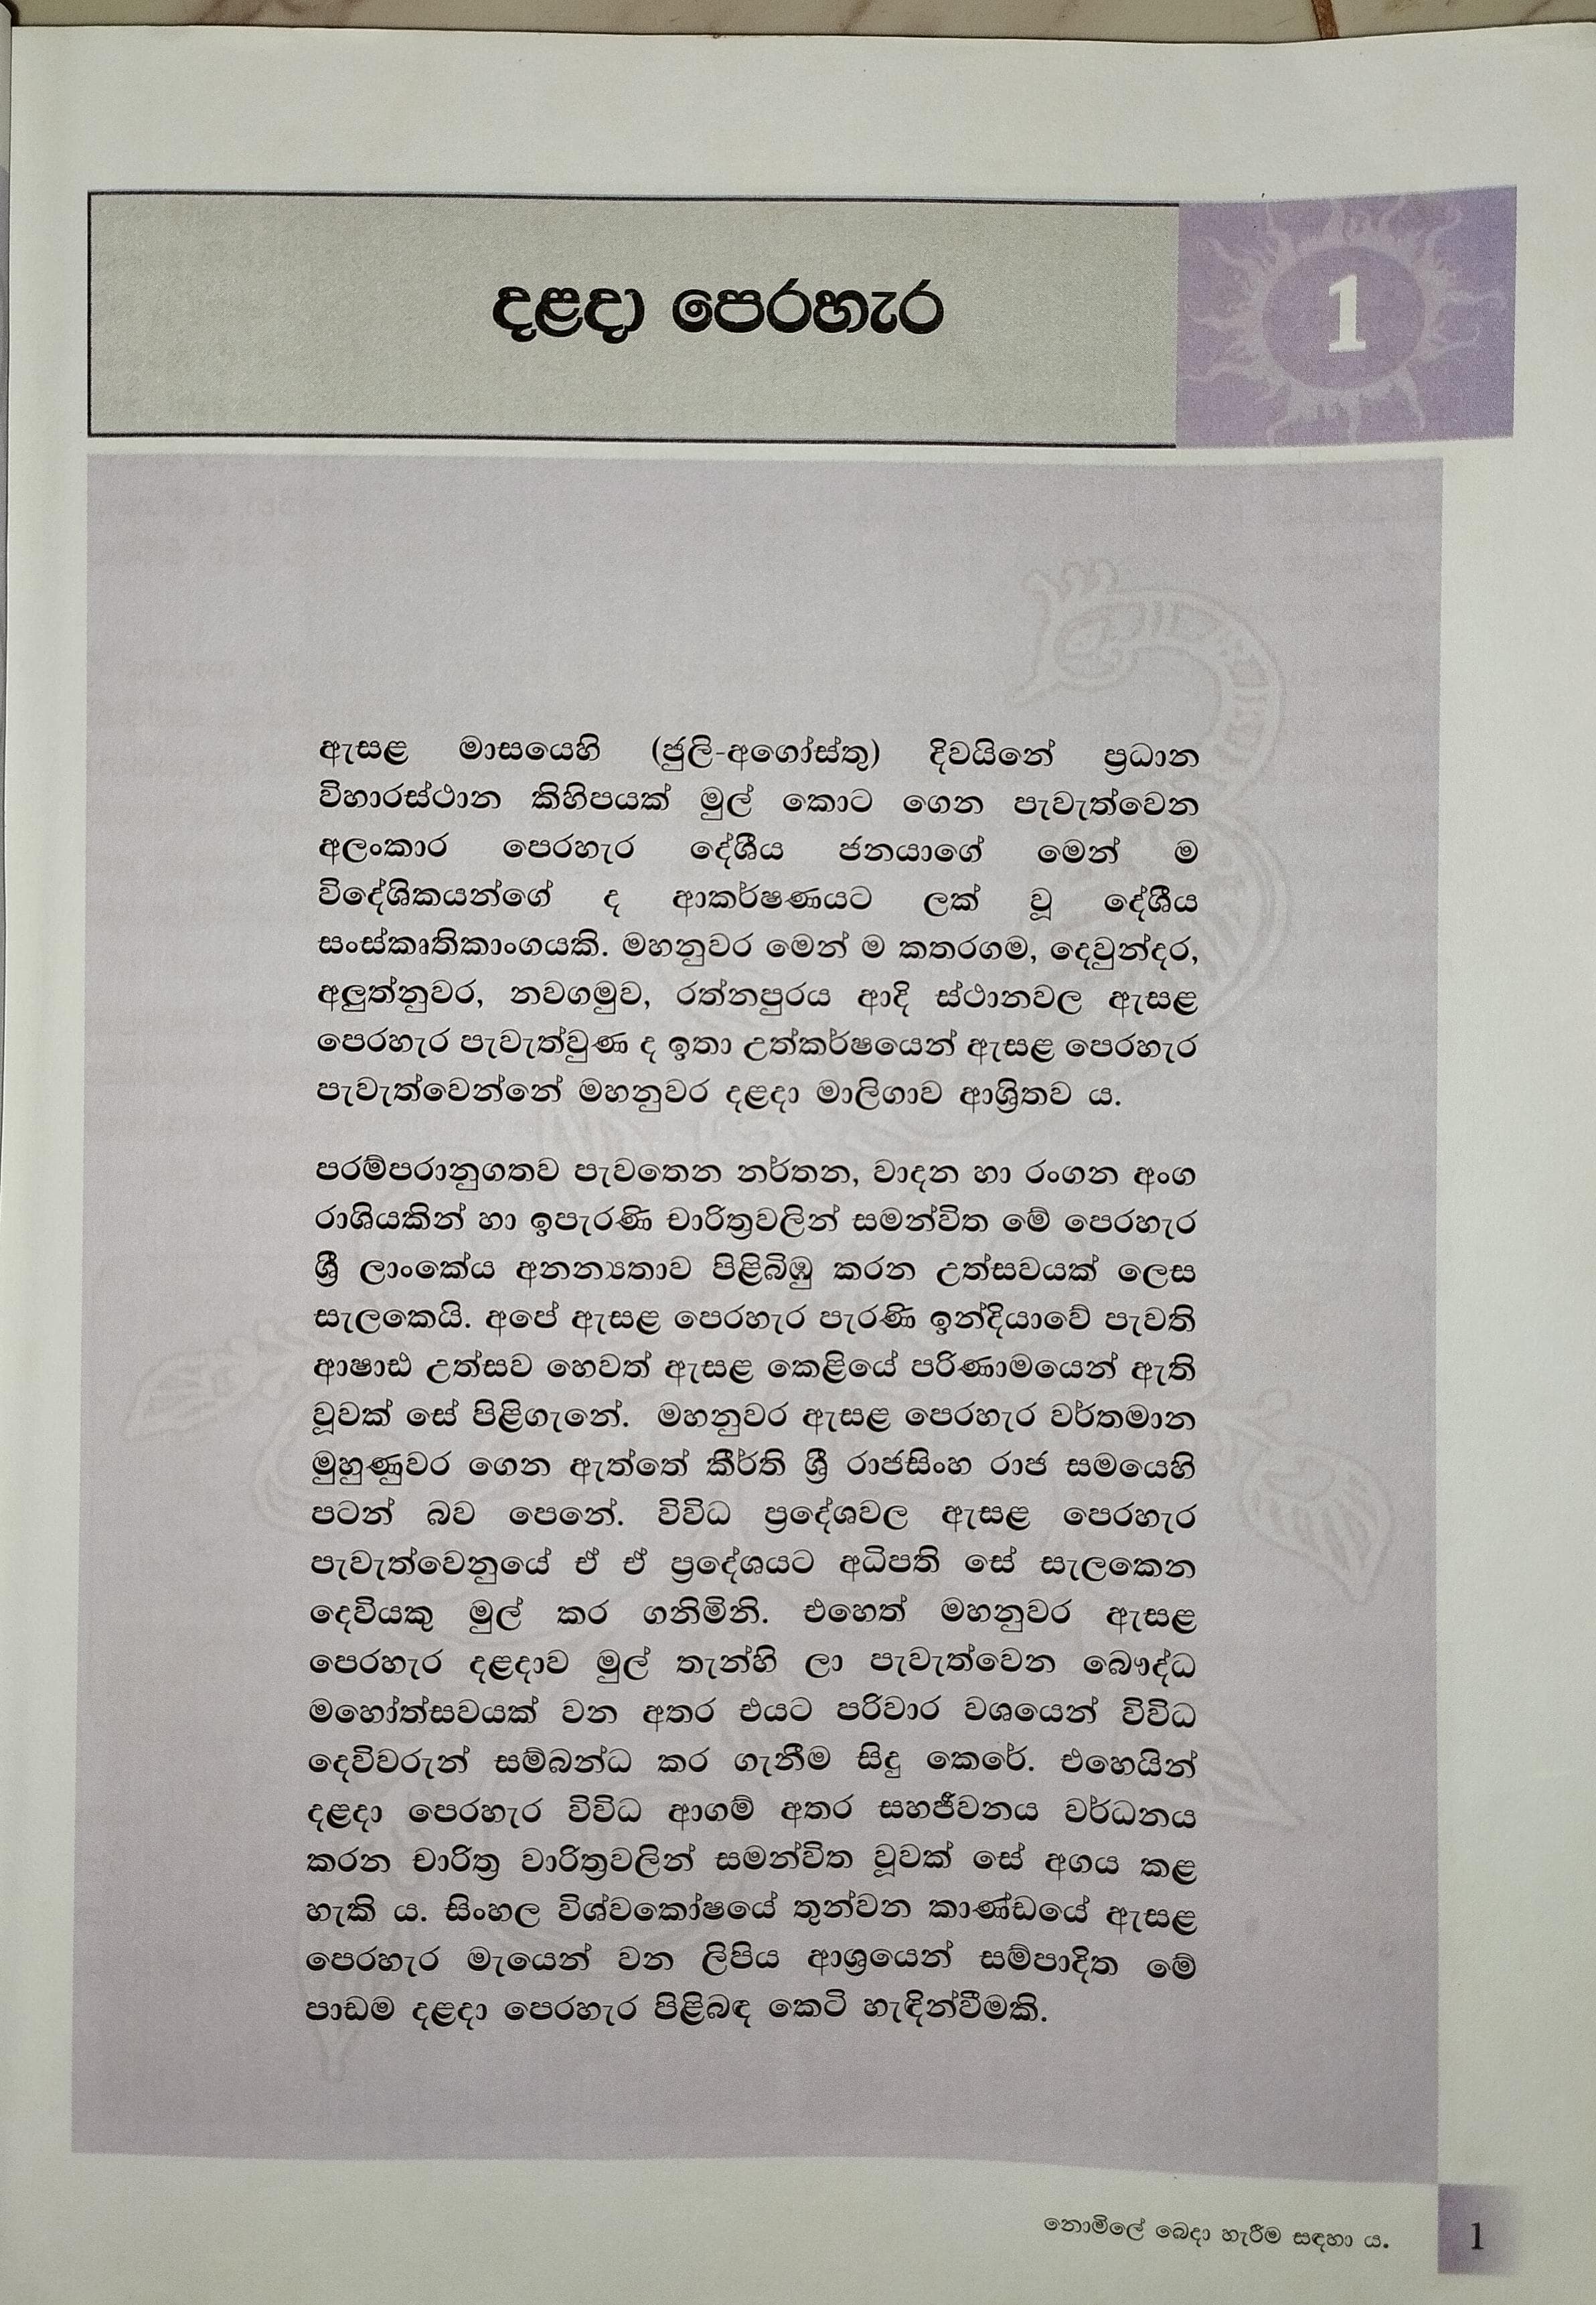 දළදා පෙරහැර
1
ඇසළ මාසයෙහි (ජුලි-අගෝස්තු) දිවයිනේ ප්‍රධාන
විහාරස්ථාන කිහිපයක් මුල් කොට ගෙන පැවැත්වෙන
අලංකාර පෙරහැර දේශීය ජනයාගේ මෙන් ම
විදේශිකයන්ගේ ද ආකර්ෂණයට ලක් වූ දේශීය
සංස්කෘතිකාංගයකි. මහනුවර මෙන් ම කතරගම, දෙවුන්දර,
අලුත්නුවර, නවගමුව, රත්නපුරය ආදි ස්ථානවල ඇසළ
පෙරහැර පැවැත්වුණ ද ඉතා උත්කර්ෂයෙන් ඇසළ පෙරහැර
පැවැත්වෙන්නේ මහනුවර දළදා මාලිගාව ආශ්‍රිතව ය.
පරම්පරානුගතව පැවතෙන නර්තන, වාදන හා රංගන අංග
රාශියකින් හා ඉපැරණි චාරිත්‍රවලින් සමන්විත මේ පෙරහැර
ශ්‍රී ලාංකේය අනන්‍යතාව පිළිබිඹු කරන උත්සවයක් ලෙස
සැලකෙයි. අපේ ඇසළ පෙරහැර පැරණි ඉන්දියාවේ පැවති
ආෂාඪ උත්සව හෙවත් ඇසළ කෙළියේ පරිණාමයෙන් ඇති
වූවක් සේ පිළිගැනේ. මහනුවර ඇසළ පෙරහැර වර්තමාන
මුහුණුවර ගෙන ඇත්තේ කීර්ති ශ්‍රී රාජසිංහ රාජ සමයෙහි
පටන් බව පෙනේ. විවිධ ප්‍රදේශවල ඇසළ පෙරහැර
පැවැත්වෙනුයේ ඒ ඒ ප්‍රදේශයට අධිපති සේ සැලකෙන
දෙවියකු මුල් කර ගනිමිනි. එහෙත් මහනුවර ඇසළ
පෙරහැර දළදාව මුල් තැන්හි ලා පැවැත්වෙන බෞද්ධ
මහෝත්සවයක් වන අතර එයට පරිවාර වශයෙන් විවිධ
දෙවිවරුන් සම්බන්ධ කර ගැනීම සිදු කෙරේ. එහෙයින්
දළදා පෙරහැර විවිධ ආගම් අතර සහජීවනය වර්ධනය
කරන චාරිත්‍ර වාරිත්‍රවලින් සමන්විත වූවක් සේ අගය කළ
හැකි ය. සිංහල විශ්වකෝෂයේ තුන්වන කාණ්ඩයේ ඇසළ
පෙරහැර මැයෙන් වන ලිපිය ආශ්‍රයෙන් සම්පාදිත මේ
පාඩම දළදා පෙරහැර පිළිබඳ කෙටි හැඳින්වීමකි.
නොමිලේ බෙදා හැරීම සඳහා ය.
1